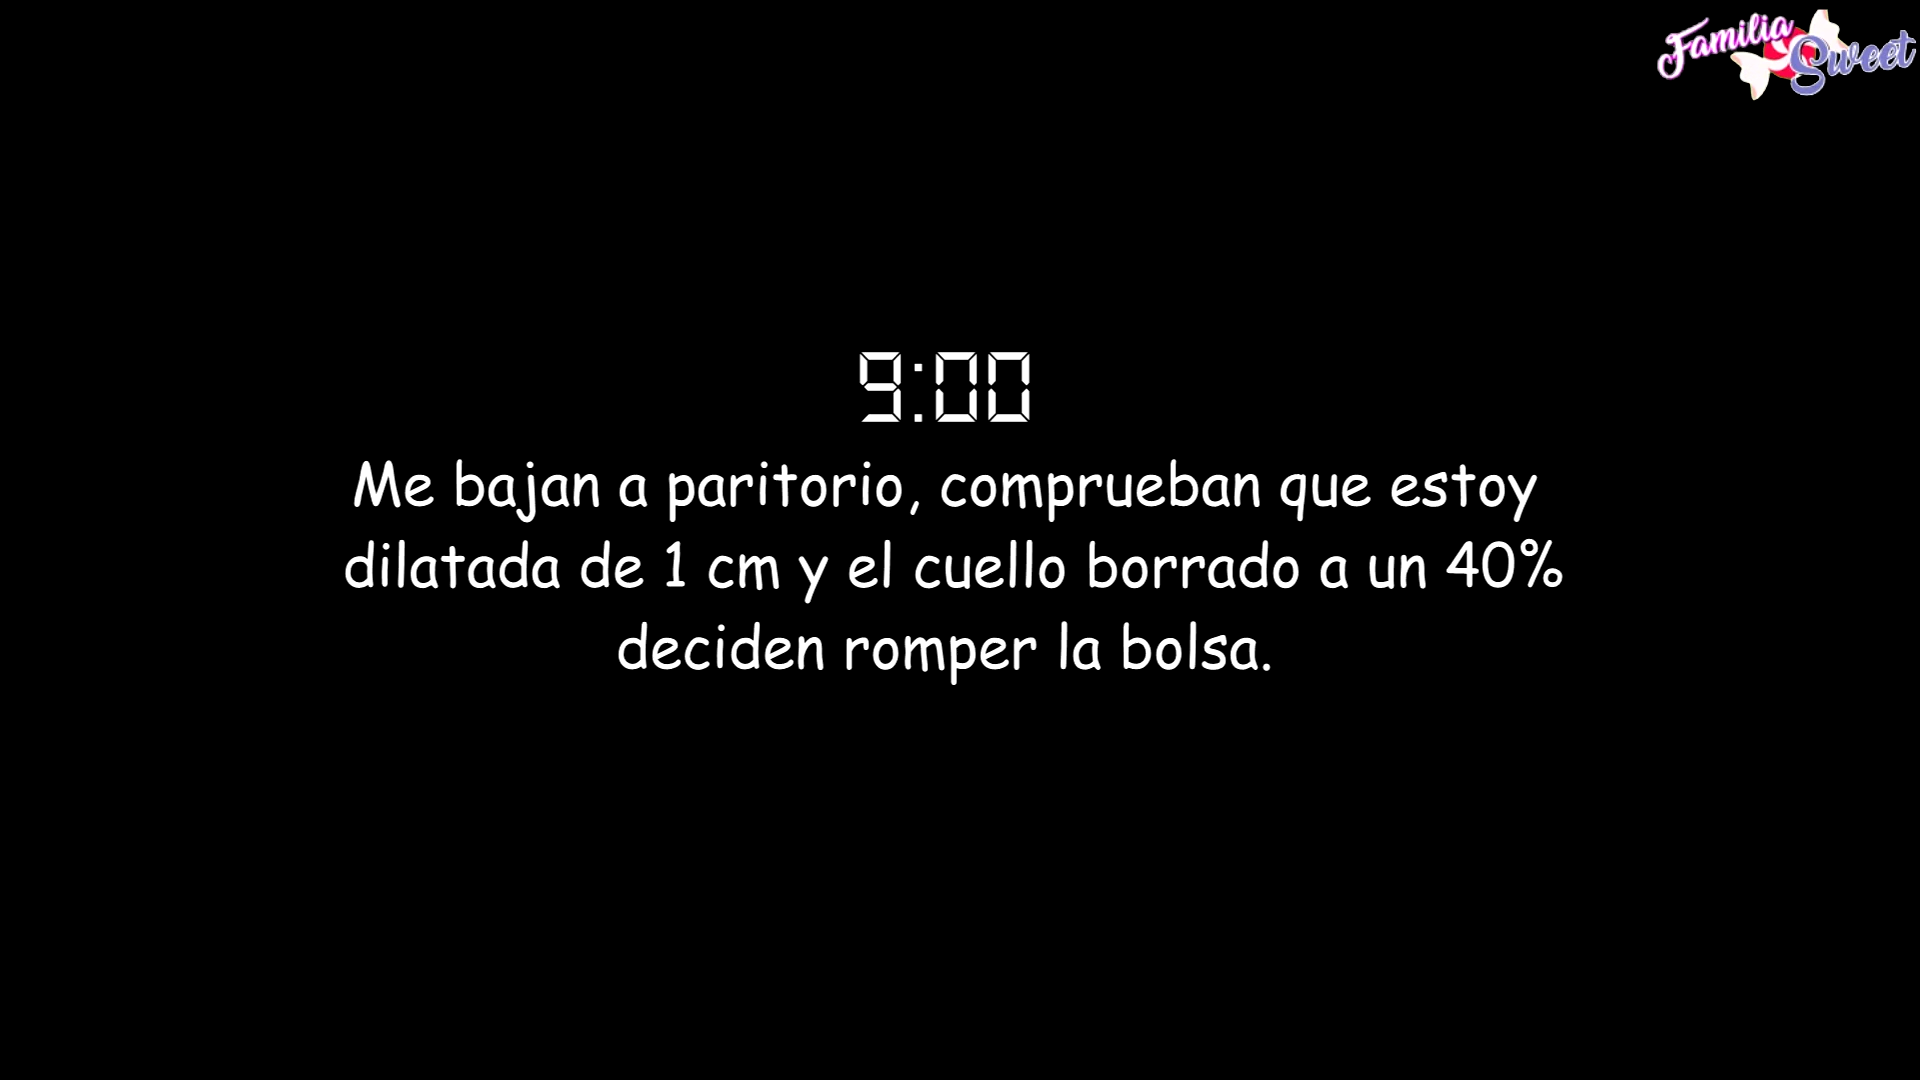 Familia Sweet
9:00
Me bajan a paritorio, comprueban que estoy
dilatada de 1 cm y el cuello borrado a un 40%
deciden romper la bolsa.